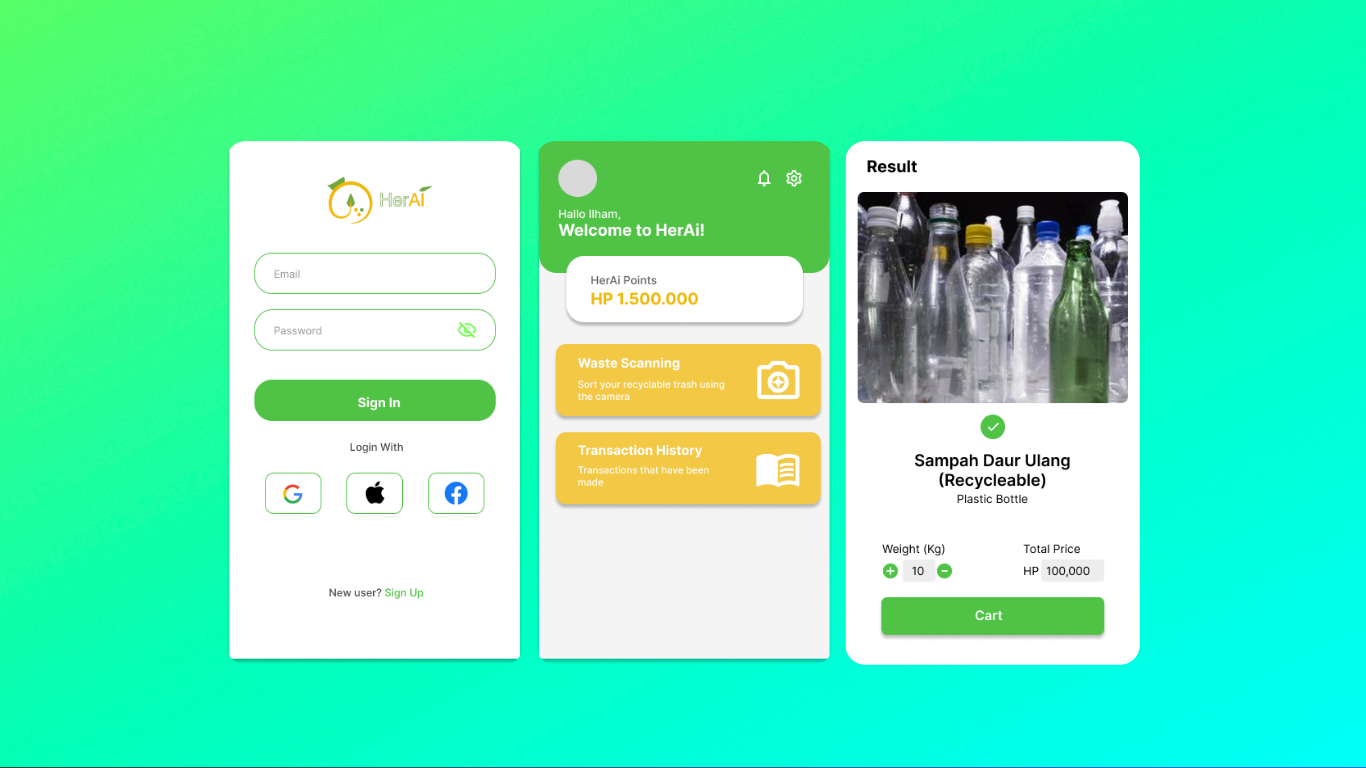 HerAi
Email
Password
Sign In
Login With
New user? Sign Up
Hallo Ilham,
Welcome to HerAi!
HerAi Points
HP 1.500.000
Waste Scanning
Sort your recyclable trash using
the camera
Transaction History
Transactions that have been
made
Result
Sampah Daur Ulang
(Recycleable)
Plastic Bottle
Weight (Kg)
Total Price
10
HP 100,000
Cart